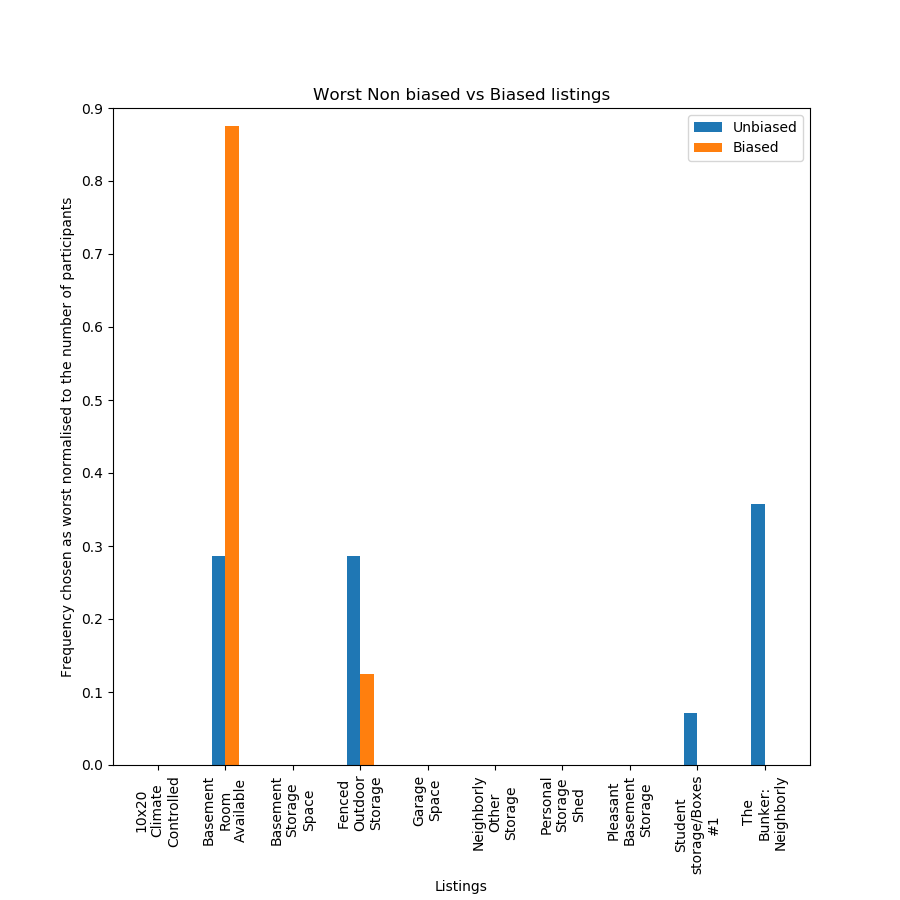 Worst Non biased vs Biased listings
Unbiased
Biased
Frequency chosen as worst normalised to the number of participants
0.9
0.8
0.7
0.6
0.5
0.4
0.3
0.2
0.1
0.0
10x20
Climate
Controlled
Basement
Room
Available
Basement
Storage
Space
Fenced
Outdoor
Storage
Garage
Space
Neighborly
Other
Storage
Personal
Storage
Shed
Pleasant
Basement
Storage
Student
storage/Boxes
#1
The
Bunker:
Neighborly
Listings